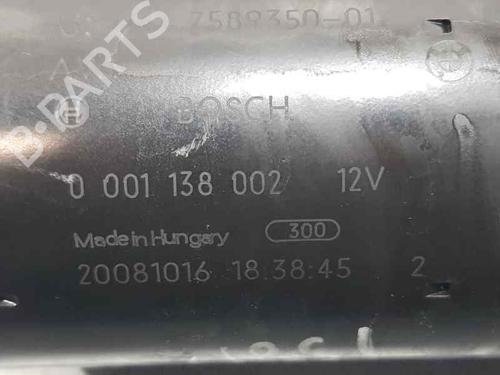 7589350-01
BOSCH
0 001 138 002 12V
Made in Hungary 300
20081016 18.38:45 2
B-PARTS